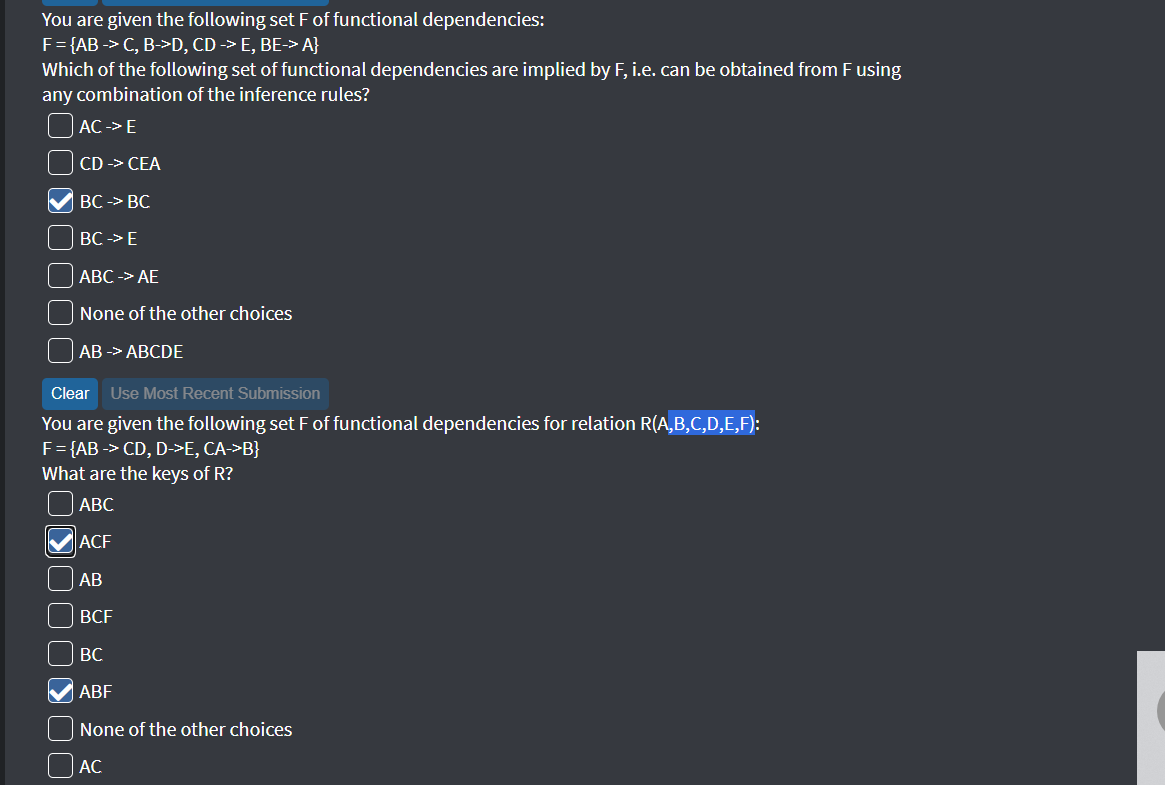 You are given the following set F of functional dependencies:
F = {AB -> C, B->D, CD -> E, BE-> A}
Which of the following set of functional dependencies are implied by F, i.e. can be obtained from F using
any combination of the inference rules?
AC -> E
CD -> CEA
BC -> BC
BC -> E
ABC -> AE
None of the other choices
AB -> ABCDE
Clear Use Most Recent Submission
You are given the following set F of functional dependencies for relation R(A,B,C,D,E,F):
F = {AB -> CD, D->E, CA->B}
What are the keys of R?
ABC
ACF
AB
BCF
BC
ABF
None of the other choices
AC